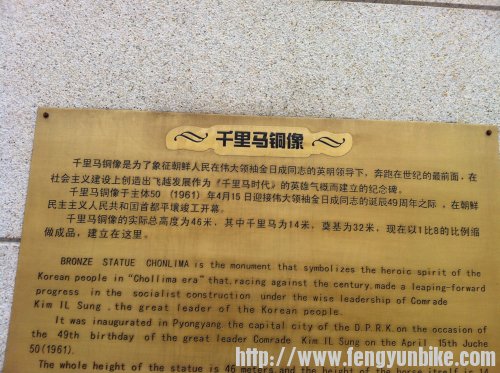 千里马铜像
千里马铜像是为了象征朝鲜人民在伟大领袖金日成同志的英明领导下，奔跑在世纪的最前面，在
社会主义建设上创造出飞越发展作为《千里马时代》的英雄气概而建立的纪念碑。
千里马铜像于主体50（1961）年4月15日迎接伟大领袖金日成同志的诞辰49周年之际，在朝鲜
民主主义人民共和国首都平壤竣工开幕。
千里马铜像的实际总高度为46米，其中千里马为14米，奠基为32米，现在以1比8的比例缩
做成品，建立在这里。
BRONZE STATUE CHONLIMA is the monument that symbolizes the heroic spirit of the
Korean people in "Chollima era" that, racing against the century, made a leaping-forward
progress in the socialist construction under the wise leadership of Comrade
Kim IL Sung, the great leader of the Korean people.
It was inaugurated in Pyongyang the capital city of the D.P.R.K. on the occasion of
the 49th birthday of the great leader Comrade Kim IL Sung on the April 15th Juche
50(1961).
The whole height of the statue is 46 meters and the height of the horse itself is 14
http://www.fengyunbike.com/